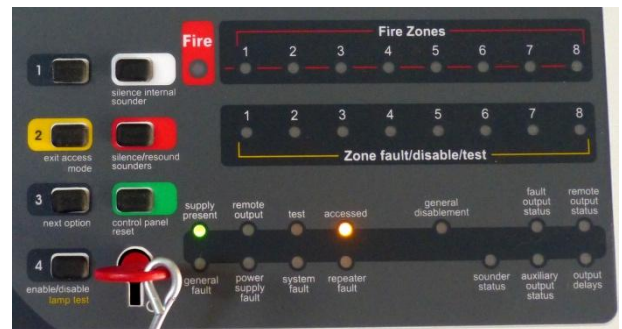 Fire
Fire Zones
1 2 3 4 5 6 7 8
1
silence internal
sounder
1 2 3 4 5 6 7 8
Zone fault/disable/test
2
exit access
mode
silence/resound
sounders
3
next option
control panel
reset
supply
present
remote
output
test
accessed
general
disablement
fault
output
status
remote
output
status
4
enable/disable
lamp test
general
fault
power
supply
fault
system
fault
repeater
fault
sounder
status
auxiliary
output
status
output
delays